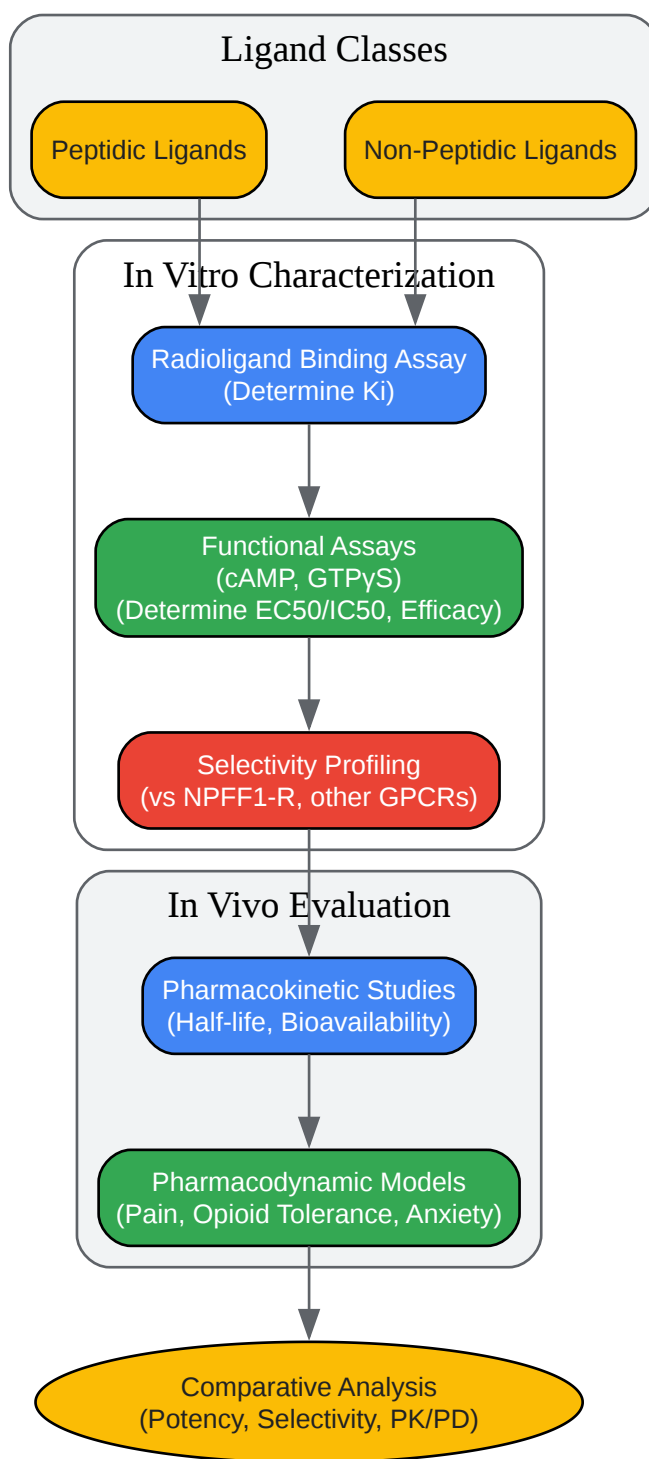 Ligand Classes
Peptidic Ligands
Non-Peptidic Ligands
In Vitro Characterization
Radioligand Binding Assay
(Determine Ki)
Functional Assays
(cAMP, GTPγS)
(Determine EC50/IC50, Efficacy)
Selectivity Profiling
(vs NPFF1-R, other GPCRs)
In Vivo Evaluation
Pharmacokinetic Studies
(Half-life, Bioavailability)
Pharmacodynamic Models
(Pain, Opioid Tolerance, Anxiety)
Comparative Analysis
(Potency, Selectivity, PK/PD)